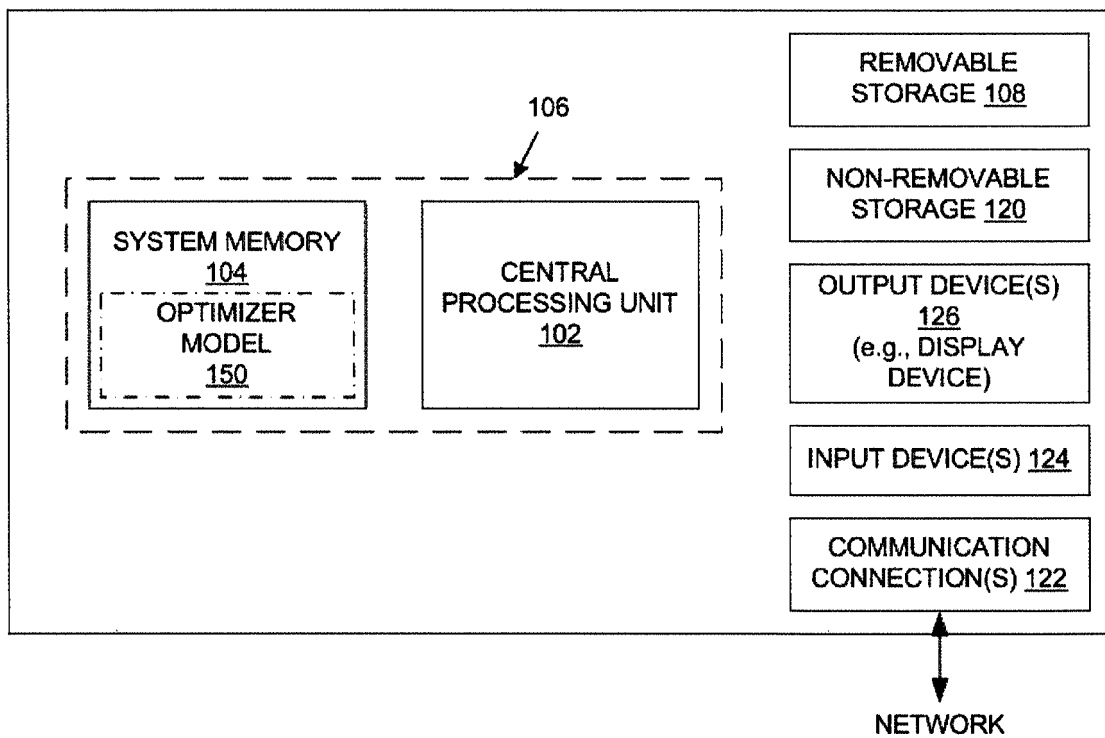 106
SYSTEM MEMORY
104
OPTIMIZER
MODEL
150
CENTRAL
PROCESSING UNIT
102
REMOVABLE
STORAGE 108
NON-REMOVABLE
STORAGE 120
OUTPUT DEVICE(S)
126
(e.g., DISPLAY
DEVICE)
INPUT DEVICE(S) 124
COMMUNICATION
CONNECTION(S) 122
NETWORK